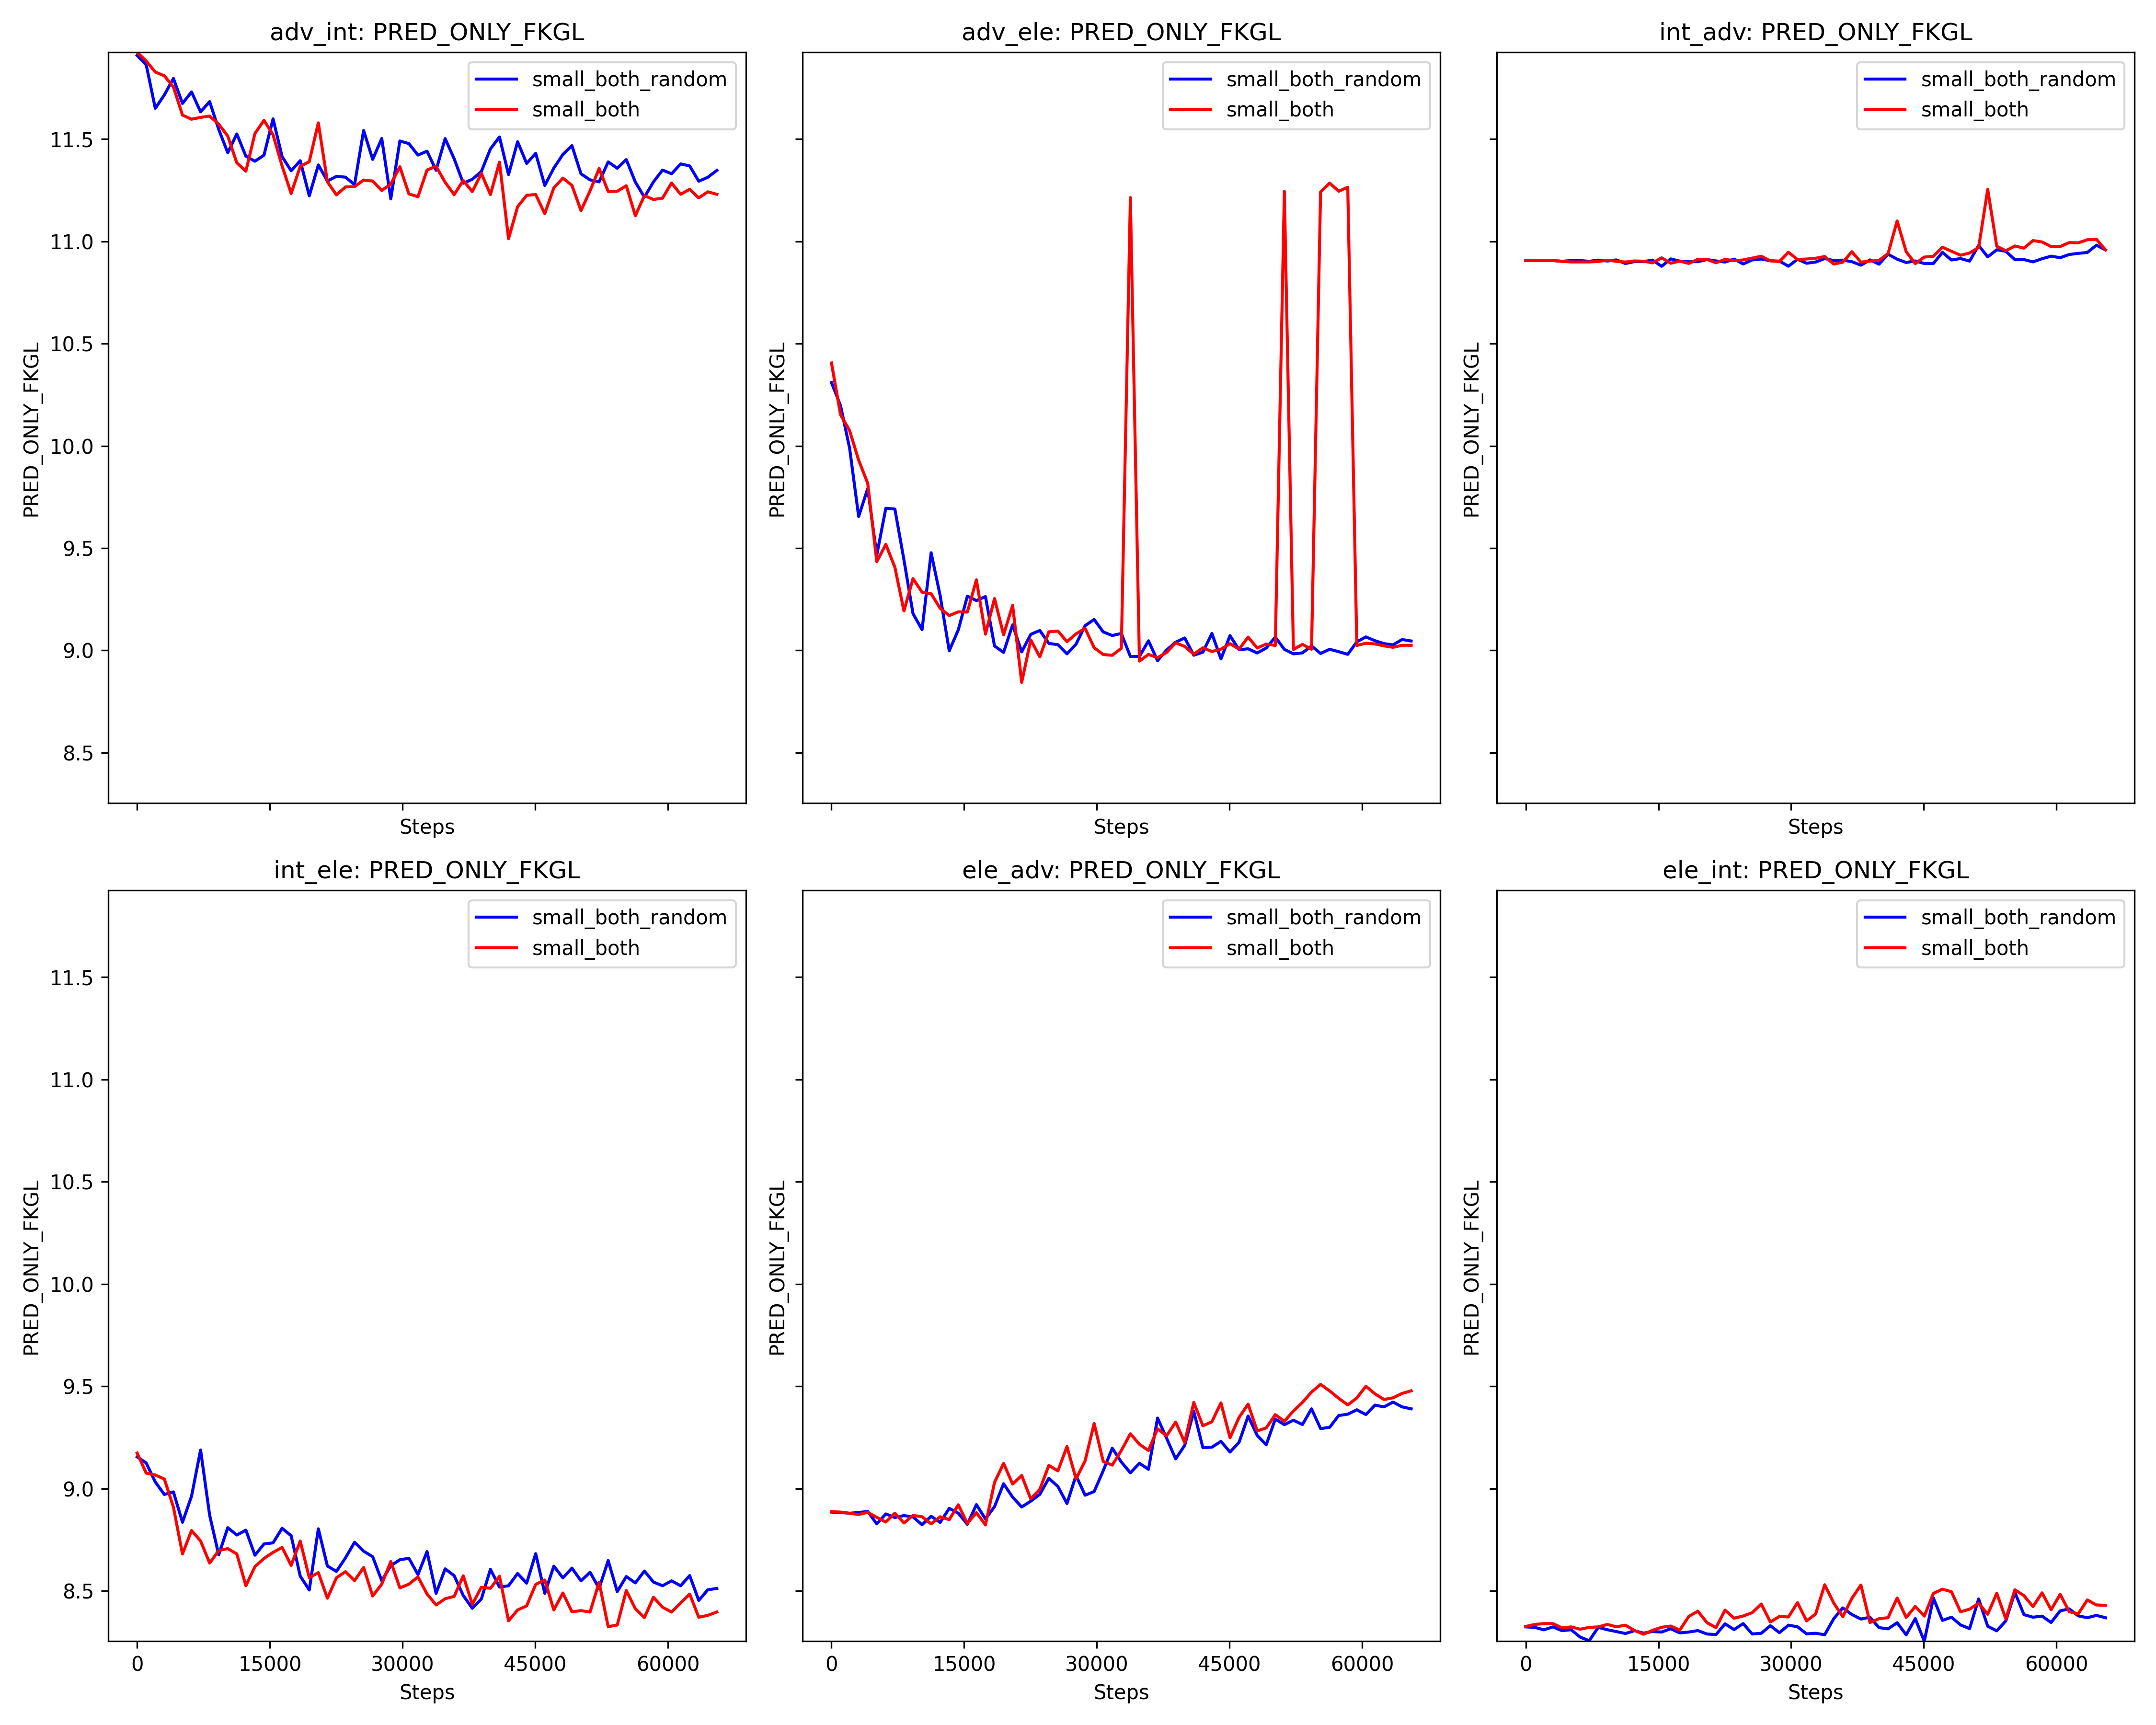 adv_int: PRED_ONLY_FKGL
adv_ele: PRED_ONLY_FKGL
int_adv: PRED_ONLY_FKGL
small_both_random
small_both
small_both_random
small_both
small_both_random
small_both
PRED_ONLY_FKGL
11.5
11.0
10.5
10.0
9.5
9.0
8.5
PRED_ONLY_FKGL
PRED_ONLY_FKGL
Steps
Steps
Steps
int_ele: PRED_ONLY_FKGL
ele_adv: PRED_ONLY_FKGL
ele_int: PRED_ONLY_FKGL
small_both_random
small_both
small_both_random
small_both
small_both_random
small_both
PRED_ONLY_FKGL
11.5
11.0
10.5
10.0
9.5
9.0
8.5
PRED_ONLY_FKGL
PRED_ONLY_FKGL
0 15000 30000 45000 60000
0 15000 30000 45000 60000
0 15000 30000 45000 60000
Steps
Steps
Steps